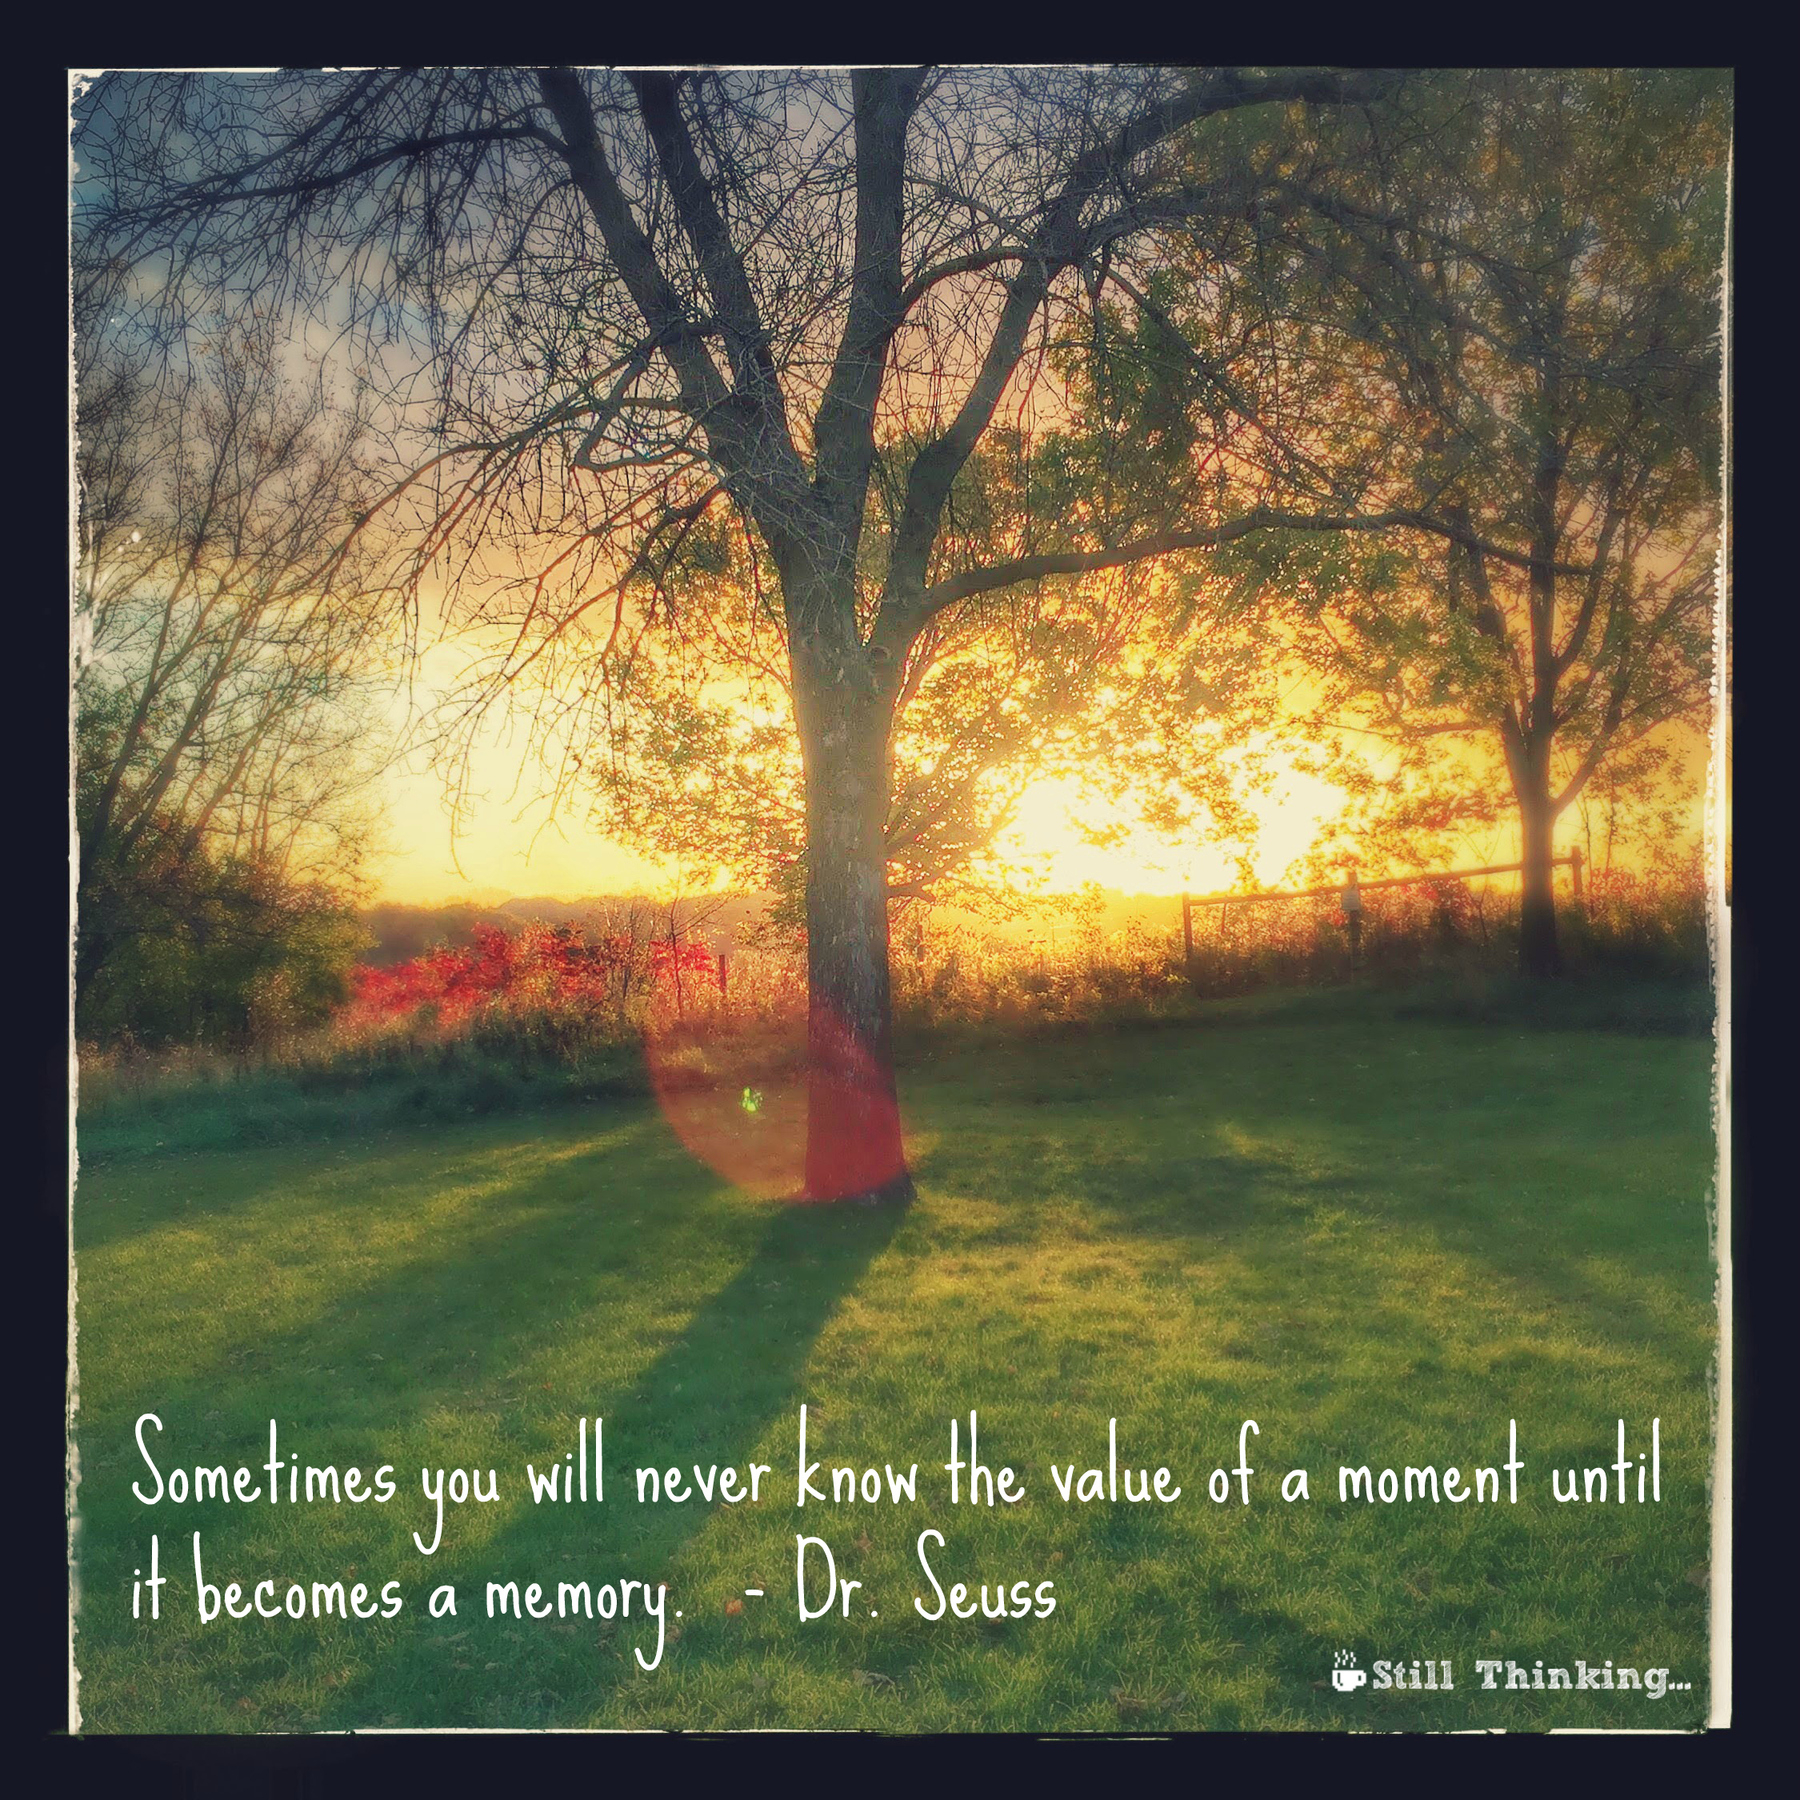 Sometimes you will never know the value of a moment until
it becomes a memory. - Dr. Seuss
Still Thinking...